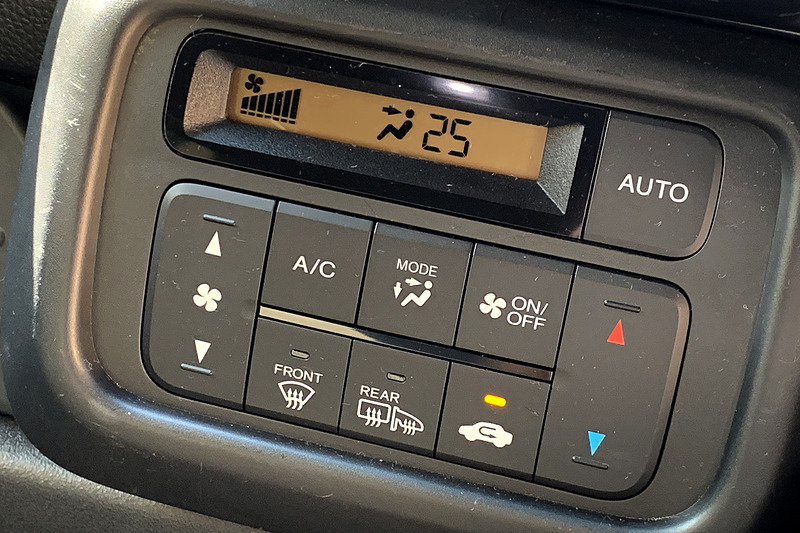 25
AUTO
A/C
MODE
ON/
OFF
FRONT
REAR